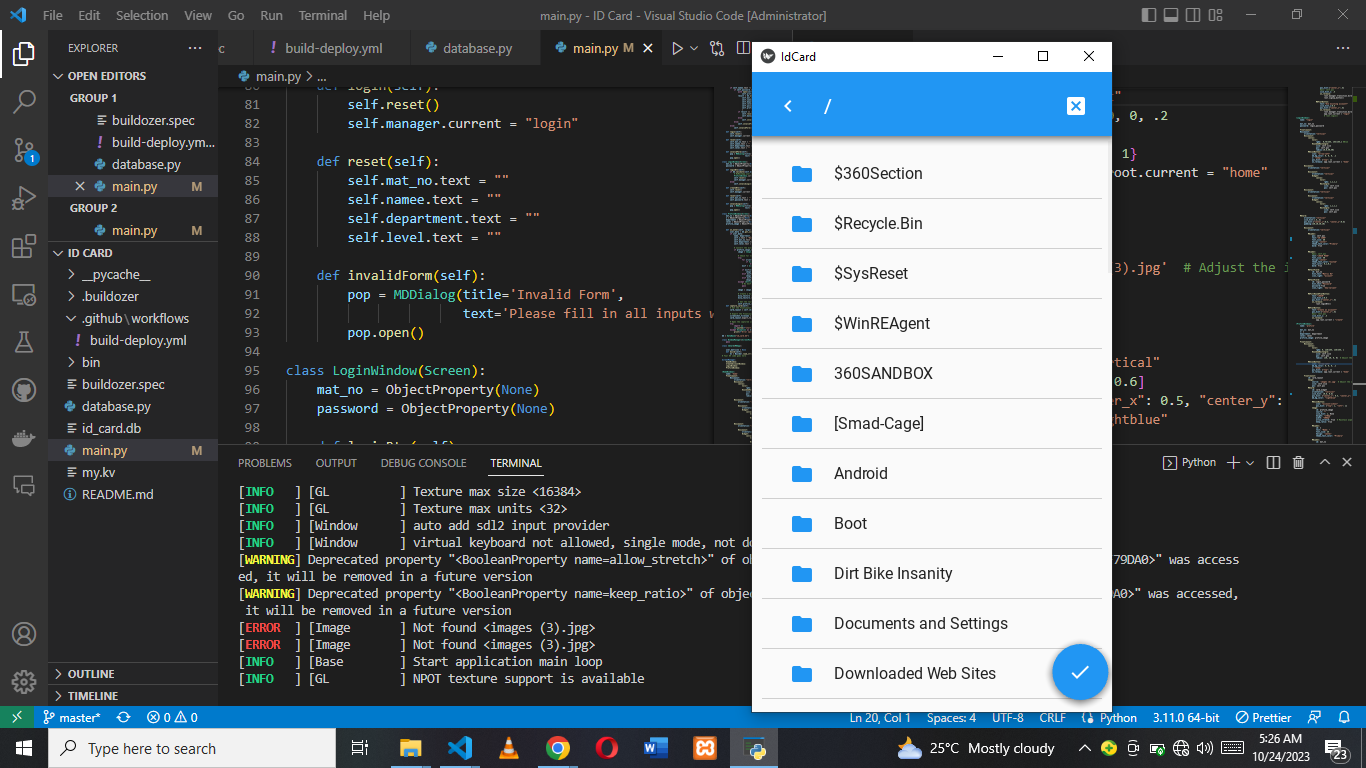 File Edit Selection View Go Run Terminal Help
main.py - ID Card - Visual Studio Code [Administrator]
EXPLORER
OPEN EDITORS
GROUP 1
buildozer.spec
build-deploy.ym...
database.py
main.py M
GROUP 2
main.py M
ID CARD
__pycache__
.buildozer
.github\workflows
build-deploy.yml
bin
buildozer.spec
database.py
id_card.db
main.py M
my.kv
README.md
OUTLINE
TIMELINE
build-deploy.yml
database.py
main.py M
main.py > ...
80 def login(self):
81 self.reset()
82 self.manager.current = "login"
83
84 def reset(self):
85 self.mat_no.text = ""
86 self.namee.text = ""
87 self.department.text = ""
88 self.level.text = ""
89
90 def invalidForm(self):
91 pop = MDDialog(title='Invalid Form',
92 text='Please fill in all inputs w
93 pop.open()
94
95 class LoginWindow(Screen):
96 mat_no = ObjectProperty(None)
97 password = ObjectProperty(None)
98
, 0, .2
1}
root.current = "home"
3).jpg' # Adjust the i
tical"
0.6]
er_x": 0.5, "center_y":
ghtblue"
IdCard
/
$360Section
$Recycle.Bin
$SysReset
$WinREAgent
360SANDBOX
[Smad-Cage]
Android
Boot
Dirt Bike Insanity
Documents and Settings
Downloaded Web Sites
PROBLEMS OUTPUT DEBUG CONSOLE TERMINAL
Python
[INFO ] [GL ] Texture max size <16384>
[INFO ] [GL ] Texture max units <32>
[INFO ] [Window ] auto add sdl2 input provider
[INFO ] [Window ] virtual keyboard not allowed, single mode, not do
[WARNING] Deprecated property "<BooleanProperty name=allow_stretch>" of ob 79DA0>" was access
ed, it will be removed in a future version
[WARNING] Deprecated property "<BooleanProperty name=keep_ratio>" of objec DA0>" was accessed,
it will be removed in a future version
[ERROR ] [Image ] Not found <images (3).jpg>
[ERROR ] [Image ] Not found <images (3).jpg>
[INFO ] [Base ] Start application main loop
[INFO ] [GL ] NPOT texture support is available
master* 0 0
Ln 20, Col 1 Spaces: 4 UTF-8 CRLF Python 3.11.0 64-bit Prettier
Type here to search
25°C Mostly cloudy
5:26 AM
10/24/2023
23